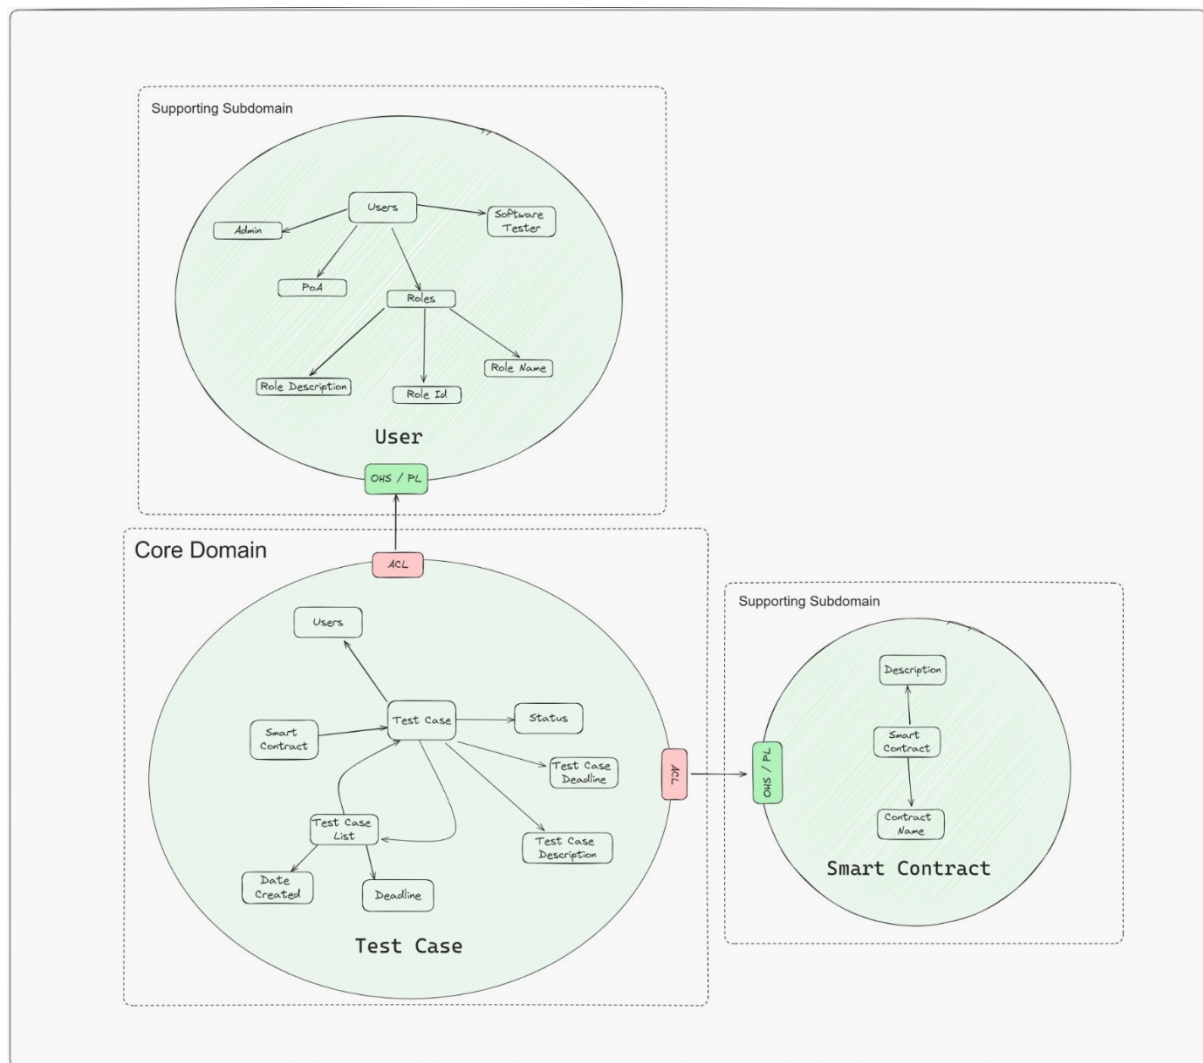 Supporting Subdomain
Users
Software
Tester
Admin
PoA
Roles
Role Name
Role Description
Role Id
User
OHS / PL
Core Domain
ACL
Users
Test Case
Status
Smart
Contract
Test Case
Deadline
Test Case
List
Test Case
Description
Date
Created
Deadline
Test Case
ACL
Supporting Subdomain
Description
Smart
Contract
OHS / PL
Contract
Name
Smart Contract